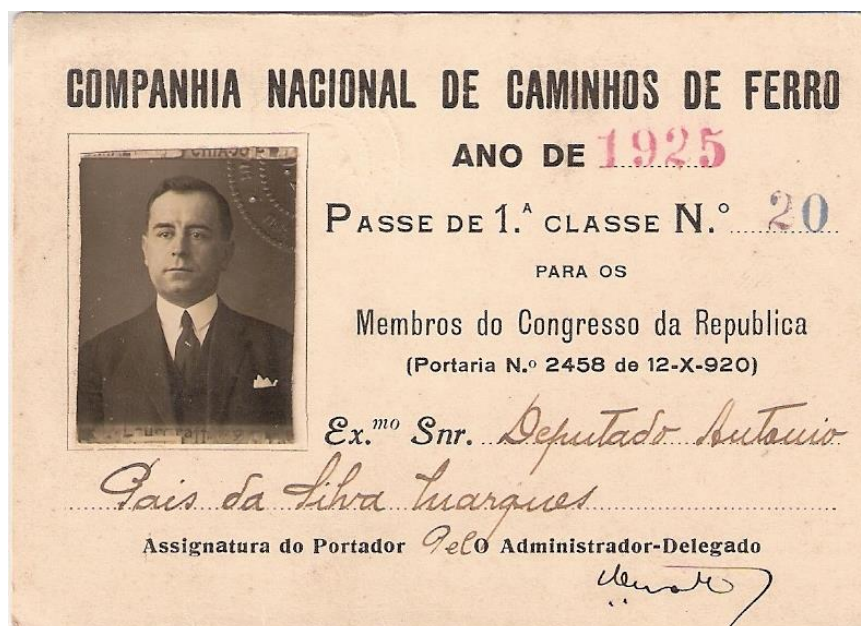 COMPANHIA NACIONAL DE CAMINHOS DE FERRO
ANO DE 1925
PASSE DE 1.ª CLASSE N.º 20
PARA OS
Membros do Congresso da Republica
(Portaria N.º 2458 de 12-X-920)
Ex.mo Snr. Deputado Antonio
Pais da Silva Marques
Assignatura do Portador Pelo Administrador-Delegado